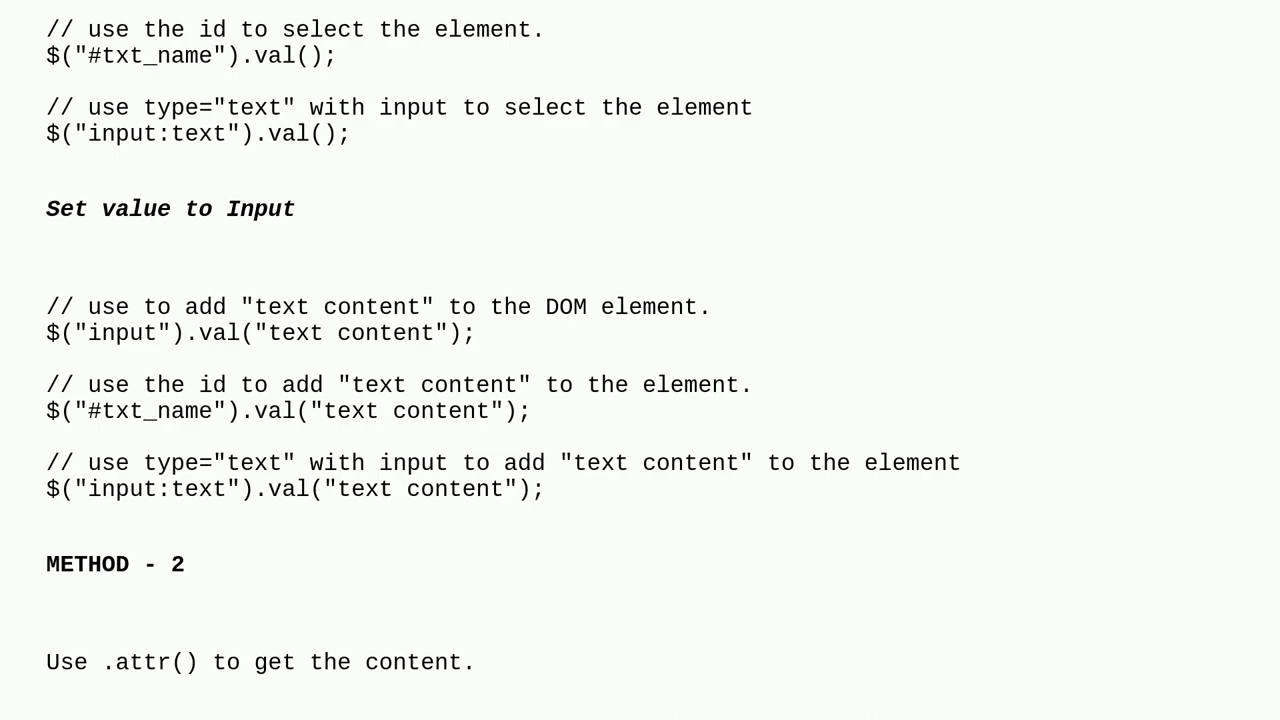 // use the id to select the element.
$("#txt_name").val();
// use type="text" with input to select the element
$("input:text").val();
Set value to Input
// use to add "text content" to the DOM element.
$("input").val("text content");
// use the id to add "text content" to the element.
$("#txt_name").val("text content");
// use type="text" with input to add "text content" to the element
$("input:text").val("text content");
METHOD - 2
Use .attr() to get the content.